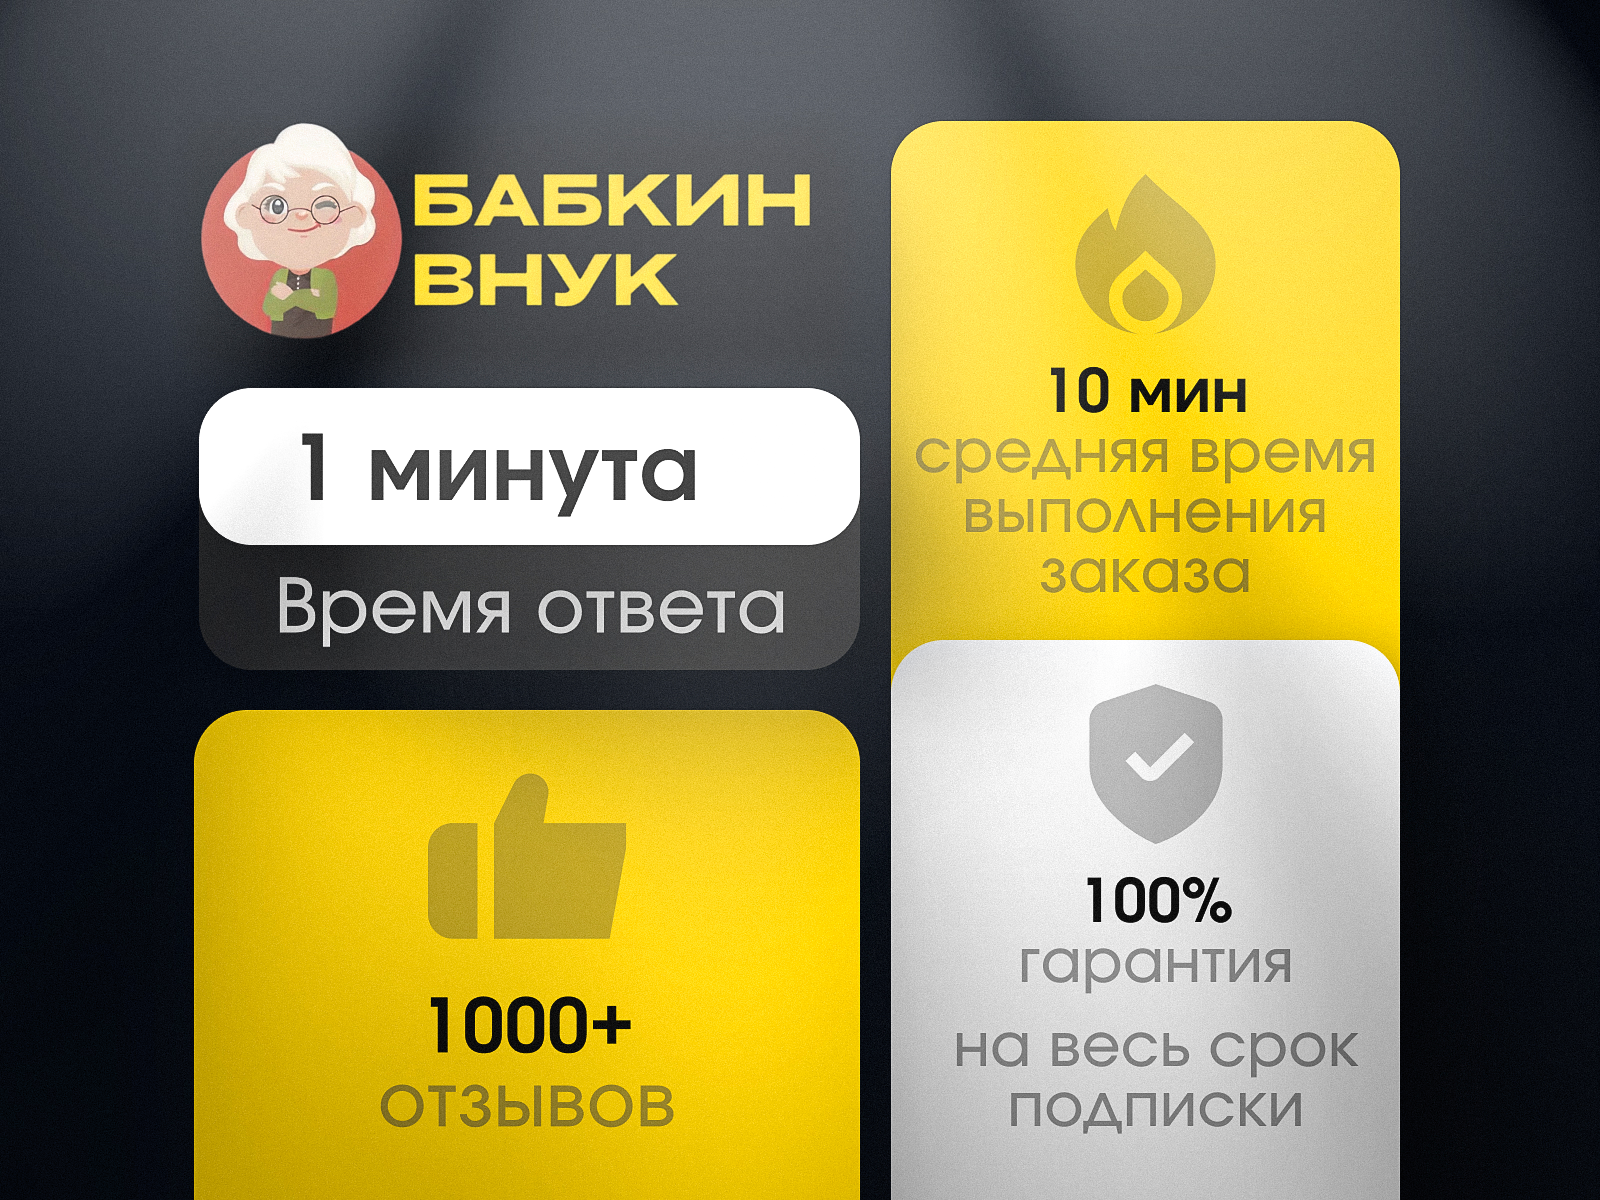 БАБКИН
ВНУК
1 минута
Время ответа
1000+
отзывов
10 мин
средняя время
выполнения
заказа
100%
гарантия
на весь срок
подписки